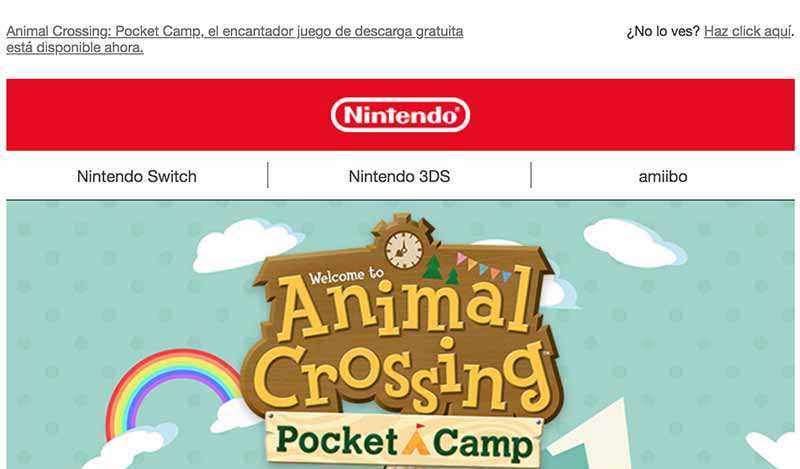 Animal Crossing: Pocket Camp, el encantador juego de descarga gratuita
está disponible ahora.
¿No lo ves? Haz click aquí.
Nintendo®
Nintendo Switch
Nintendo 3DS
amiibo
Welcome to
Animal
Crossing™
Pocket Camp